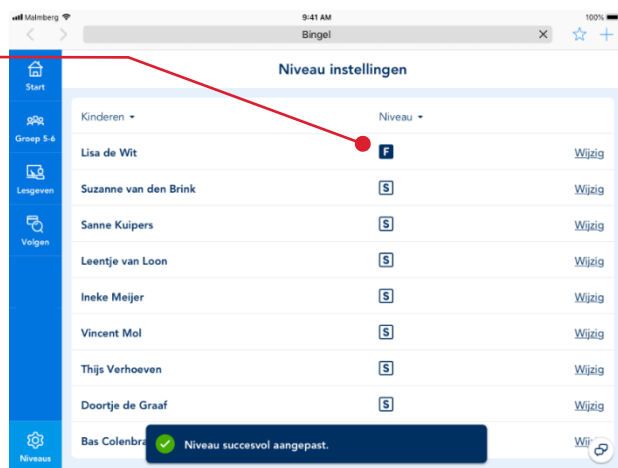 Malmberg 9:41 AM 100%
Bingel
Niveau instellingen
Start
Groep 5-6
Lesgeven
Volgen
Niveaus
Kinderen Niveau
Lisa de Wit F Wijzig
Suzanne van den Brink S Wijzig
Sanne Kuipers S Wijzig
Leentje van Loon S Wijzig
Ineke Meijer S Wijzig
Vincent Mol S Wijzig
Thijs Verhoeven S Wijzig
Doortje de Graaf S Wijzig
Bas
Niveau succesvol aangepast.